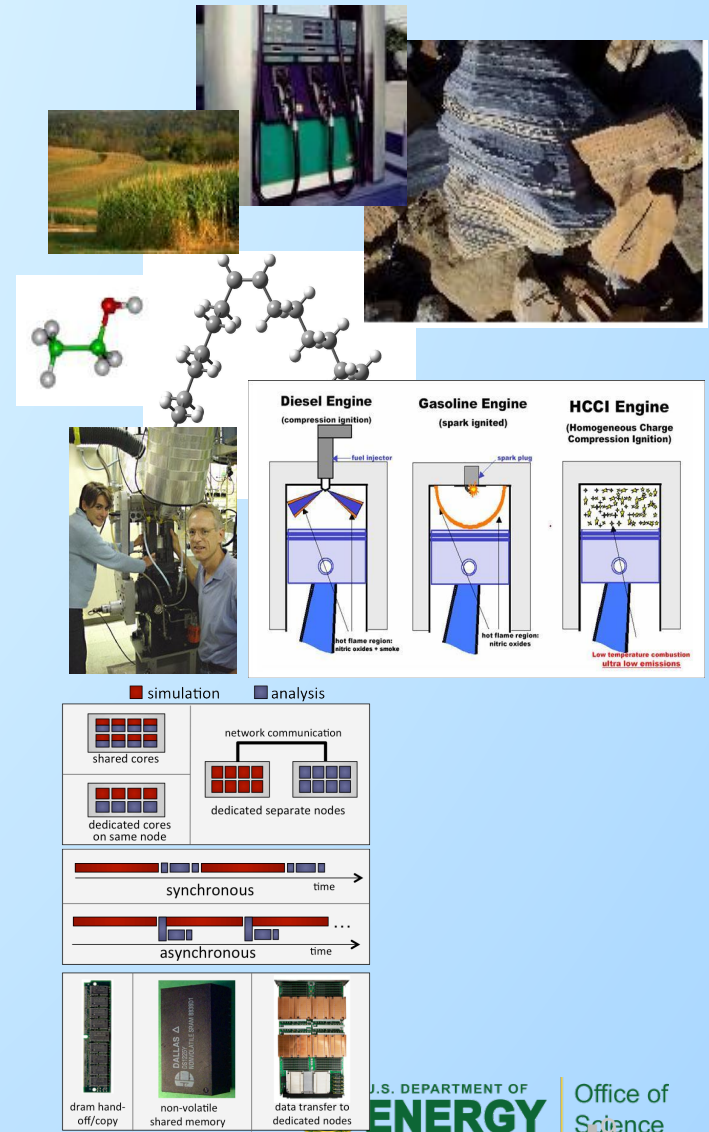 Diesel Engine
(compression ignition)
fuel injector
hot flame region:
nitric oxides + smoke
Gasoline Engine
(spark ignited)
spark plug
hot flame region:
nitric oxides
HCCI Engine
(Homogeneous Charge
Compression Ignition)
Low temperature combustion
ultra low emissions
simulation
analysis
shared cores
dedicated cores
on same node
network communication
dedicated separate nodes
synchronous
time
asynchronous
...
time
DALLAS
NONVOLATILE SRAM
dram hand-
off/copy
non-volatile
shared memory
data transfer to
dedicated nodes
U.S. DEPARTMENT OF
ENERGY
Office of
Science